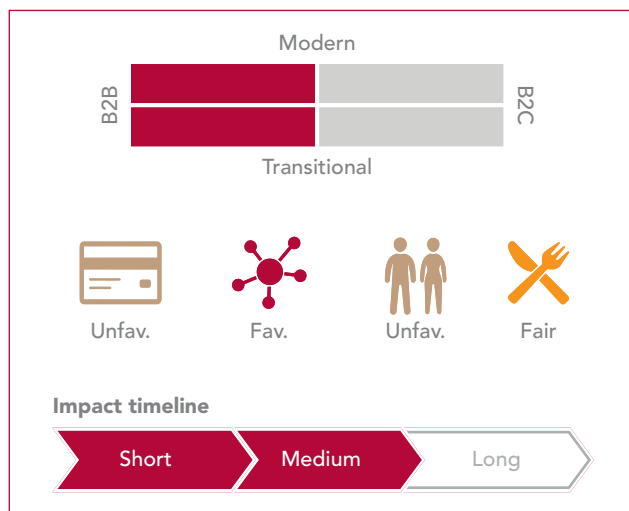 Modern
B2B
B2C
Transitional
Unfav.
Fav.
Unfav.
Fair
Impact timeline
Short
Medium
Long